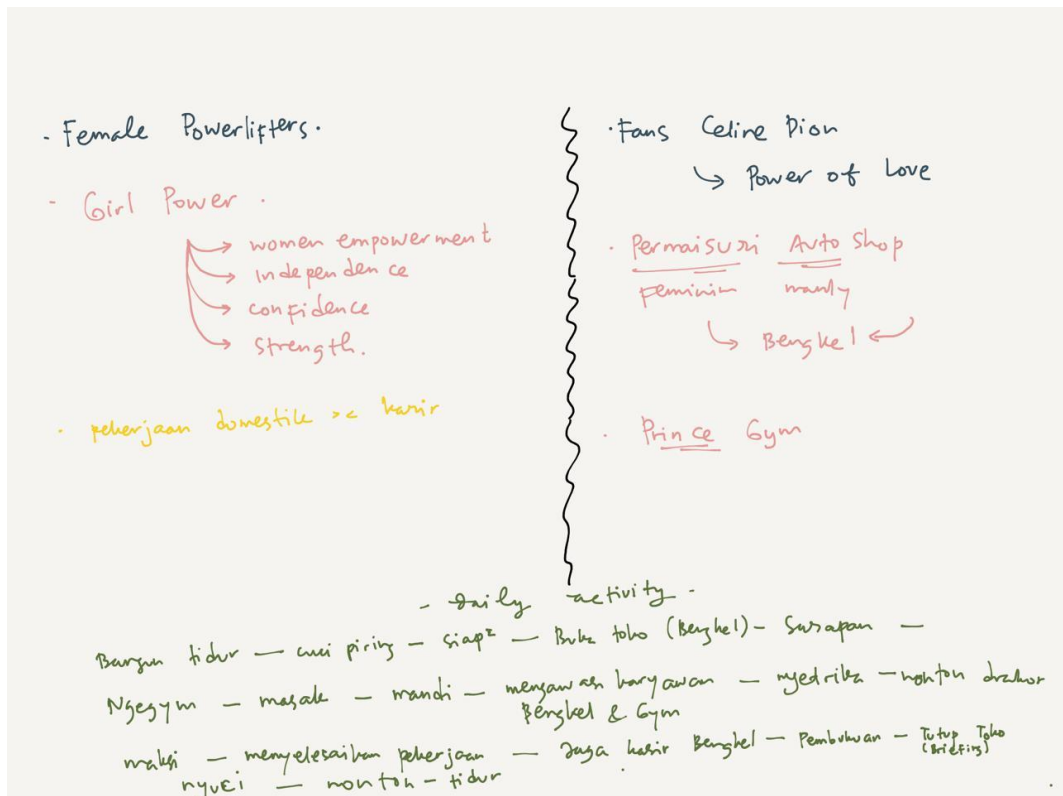 - Female Powerlifters.
- Girl Power.
women empowerment
independence
confidence
strength.
. pekerjaan domestik >< karir
. Fans Celine Dion
Power of Love
. Permaisuri Auto Shop
Feminim manly
Bengkel
. Prince Gym
- Daily activity -
Bangun tidur — cuci piring — siap² — Buka toko (Bengkel) — Sarapan —
Ngegym — masak — mandi — mengawasi karyawan — nyedrika — nonton drakor
Bengkel & Gym
maksi — menyelesaikan pekerjaan — Jaga kasir Bengkel — Pembukuan — Tutup Toko
(Briefing)
nyuci — nonton — tidur